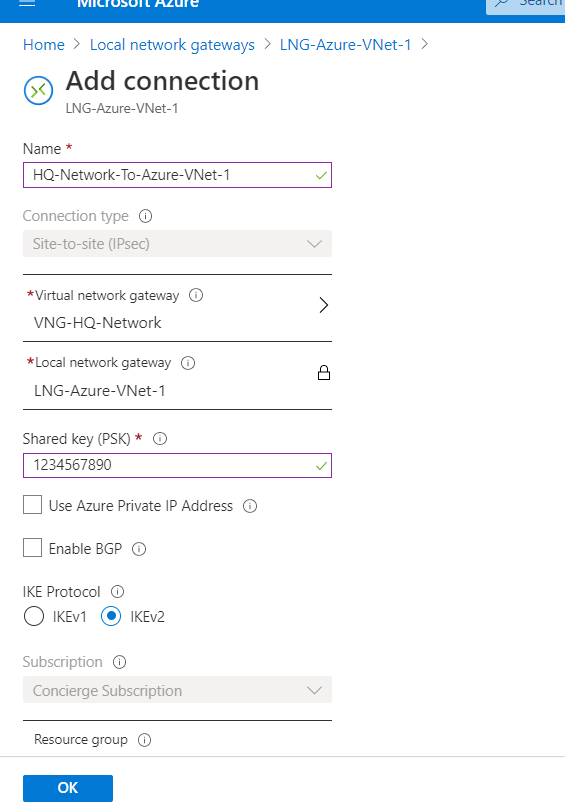 Microsoft Azure
Search
Home > Local network gateways > LNG-Azure-VNet-1 >
Add connection
LNG-Azure-VNet-1
Name *
HQ-Network-To-Azure-VNet-1
Connection type
Site-to-site (IPsec)
*Virtual network gateway
VNG-HQ-Network
*Local network gateway
LNG-Azure-VNet-1
Shared key (PSK) *
1234567890
Use Azure Private IP Address
Enable BGP
IKE Protocol
IKEv1 IKEv2
Subscription
Concierge Subscription
Resource group
OK